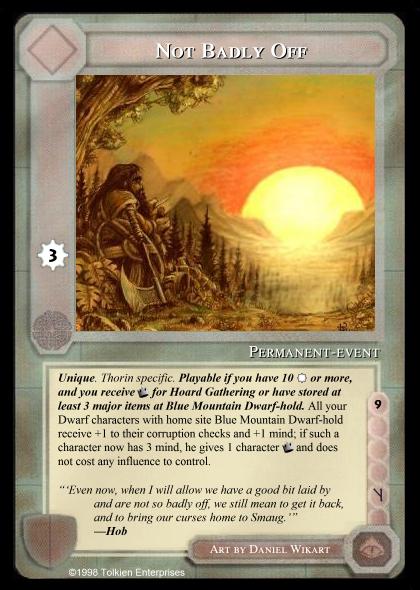 Not Badly Off
3
Permanent-event
Unique. Thorin specific. Playable if you have 10 or more,
and you receive for Hoard Gathering or have stored at
least 3 major items at Blue Mountain Dwarf-hold. All your
Dwarf characters with home site Blue Mountain Dwarf-hold
receive +1 to their corruption checks and +1 mind; if such
a character now has 3 mind, he gives 1 character and does
not cost any influence to control.
9
“‘Even now, when I will allow we have a good bit laid by
and are not so badly off, we still mean to get it back,
and to bring our curses home to Smaug.’”
—Hob
Art by Daniel Wikart
©1998 Tolkien Enterprises